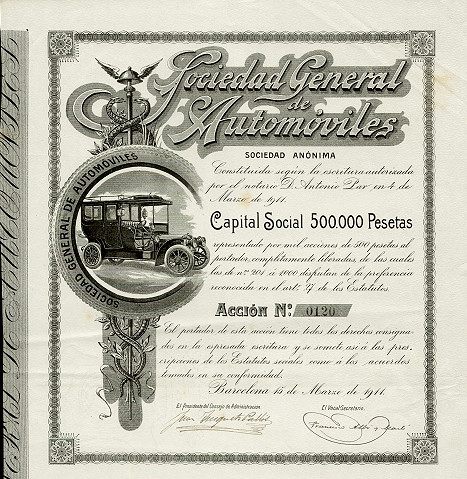 Sociedad General
de
Automóviles
SOCIEDAD ANÓNIMA
Constituida según la escritura autorizada
por el notario D. Antonio Par en 4 de
Marzo de 1911.
Capital Social 500.000 Pesetas
representado por mil acciones de 500 pesetas al
portador, completamente liberadas, de las cuales
las de nos. 201 á 1000 disfrutan de la preferencia
reconocida en el artº. 17 de los Estatutos.
ACCIÓN No. 0120
El portador de esta acción tiene todos los derechos consigna-
dos en la expresada escritura y se somete así á las pres-
cripciones de los Estatutos sociales como á los acuerdos
tomados en su conformidad.
Barcelona 15 de Marzo de 1911.
El Presidente del Consejo de Administración.
El Vocal-Secretario.
SOCIEDAD GENERAL DE AUTOMÓVILES